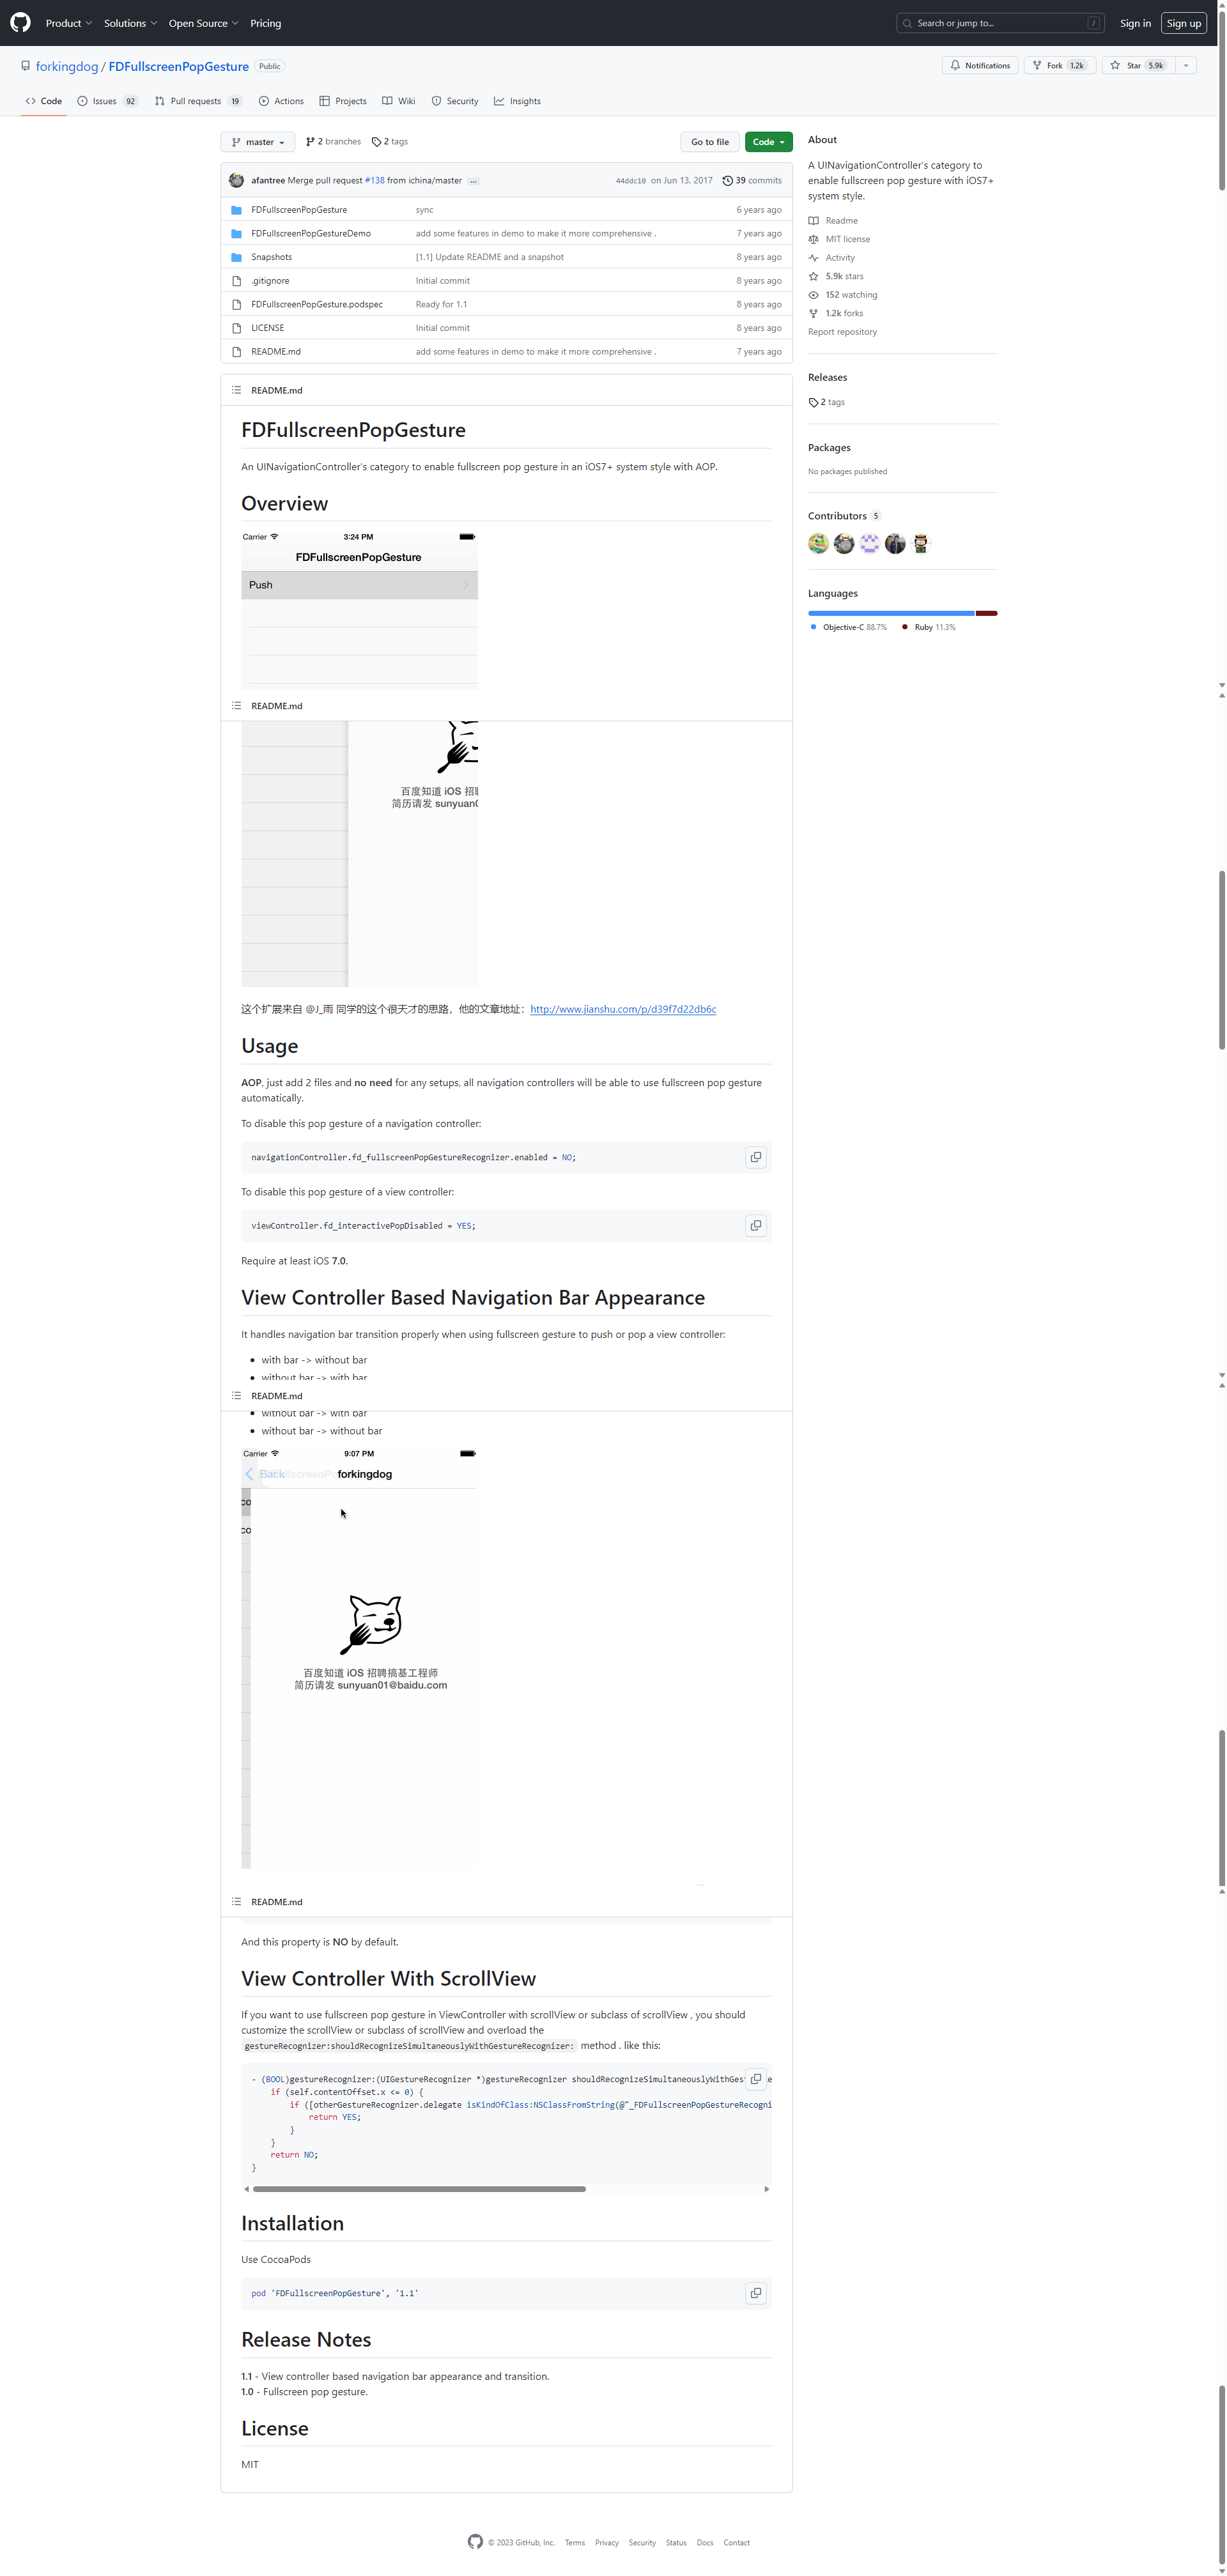 Product Solutions Open Source Pricing Search or jump to... / Sign in Sign up
forkingdog / FDFullscreenPopGesture Public Notifications Fork 1.2k Star 5.9k
Code Issues 92 Pull requests 19 Actions Projects Wiki Security Insights
master 2 branches 2 tags Go to file Code
afantree Merge pull request #138 from ichina/master ... 44ddc10 on Jun 13, 2017 39 commits
FDFullscreenPopGesture sync 6 years ago
FDFullscreenPopGestureDemo add some features in demo to make it more comprehensive . 7 years ago
Snapshots [1.1] Update README and a snapshot 8 years ago
.gitignore Initial commit 8 years ago
FDFullscreenPopGesture.podspec Ready for 1.1 8 years ago
LICENSE Initial commit 8 years ago
README.md add some features in demo to make it more comprehensive . 7 years ago
About
A UINavigationController's category to
enable fullscreen pop gesture with iOS7+
system style.
Readme
MIT license
Activity
5.9k stars
152 watching
1.2k forks
Report repository
Releases
2 tags
Packages
No packages published
Contributors 5
Languages
Objective-C 88.7% Ruby 11.3%
README.md
FDFullscreenPopGesture
An UINavigationController's category to enable fullscreen pop gesture in an iOS7+ system style with AOP.
Overview
Carrier 3:24 PM
FDFullscreenPopGesture
Push
README.md
百度知道 iOS 招
简历请发 sunyuan0
这个扩展来自 @J_雨 同学的这个很天才的思路，他的文章地址：http://www.jianshu.com/p/d39f7d22db6c
Usage
AOP, just add 2 files and no need for any setups, all navigation controllers will be able to use fullscreen pop gesture
automatically.
To disable this pop gesture of a navigation controller:
navigationController.fd_fullscreenPopGestureRecognizer.enabled = NO;
To disable this pop gesture of a view controller:
viewController.fd_interactivePopDisabled = YES;
Require at least iOS 7.0.
View Controller Based Navigation Bar Appearance
It handles navigation bar transition properly when using fullscreen gesture to push or pop a view controller:
with bar -> without bar
without bar -> with bar
README.md
without bar -> with bar
without bar -> without bar
Carrier 9:07 PM
Back forkingdog
co
co
百度知道 iOS 招聘搞基工程师
简历请发 sunyuan01@baidu.com
README.md
And this property is NO by default.
View Controller With ScrollView
If you want to use fullscreen pop gesture in ViewController with scrollView or subclass of scrollView , you should
customize the scrollView or subclass of scrollView and overload the
gestureRecognizer:shouldRecognizeSimultaneouslyWithGestureRecognizer: method . like this:
- (BOOL)gestureRecognizer:(UIGestureRecognizer *)gestureRecognizer shouldRecognizeSimultaneouslyWithGes
if (self.contentOffset.x <= 0) {
if ([otherGestureRecognizer.delegate isKindOfClass:NSClassFromString(@"_FDFullscreenPopGestureRecogni
return YES;
}
}
return NO;
}
Installation
Use CocoaPods
pod 'FDFullscreenPopGesture', '1.1'
Release Notes
1.1 - View controller based navigation bar appearance and transition.
1.0 - Fullscreen pop gesture.
License
MIT
© 2023 GitHub, Inc. Terms Privacy Security Status Docs Contact